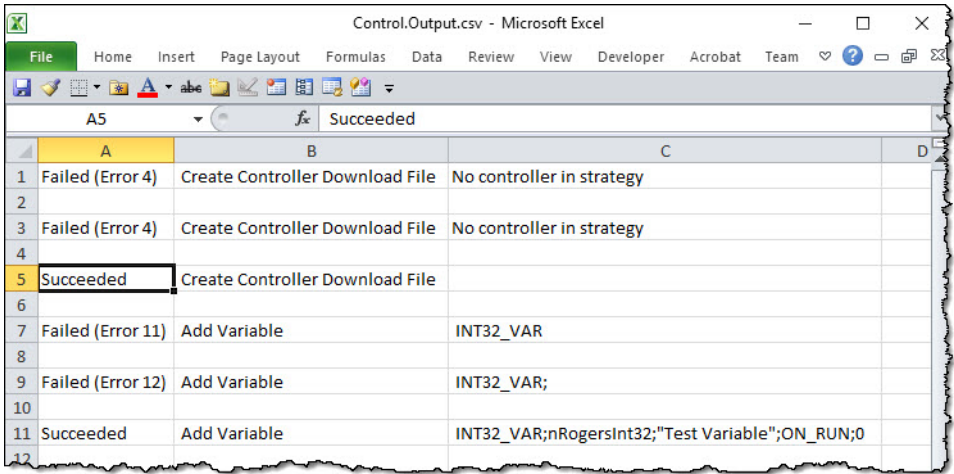 Control.Output.csv - Microsoft Excel
File Home Insert Page Layout Formulas Data Review View Developer Acrobat Team
A5 fx Succeeded
A B C D
1 Failed (Error 4) Create Controller Download File No controller in strategy
2
3 Failed (Error 4) Create Controller Download File No controller in strategy
4
5 Succeeded Create Controller Download File
6
7 Failed (Error 11) Add Variable INT32_VAR
8
9 Failed (Error 12) Add Variable INT32_VAR;
10
11 Succeeded Add Variable INT32_VAR;nRogersInt32;"Test Variable";ON_RUN;0
12